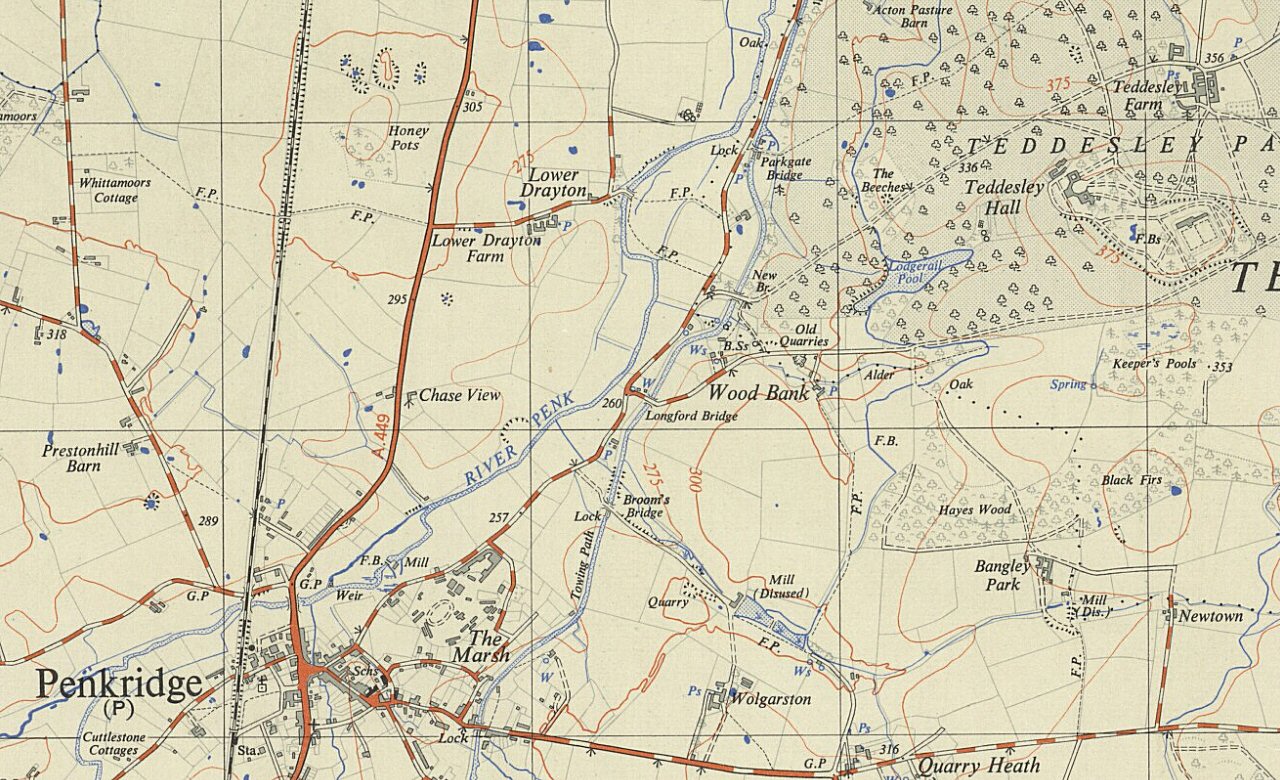 Acton Pasture
Barn
Oak
F.P.
356
P
375
Ps
Teddesley
Farm
305
amoors
Honey
Pots
TEDDESLEY PA
Lock
P
Parkgate
Bridge
P
275
336
The
Beeches
Lower
Drayton
Teddesley
Hall
Whittamoors
Cottage
F.P.
F.P.
F.P.
P
Lower Drayton
Farm
F.P.
F.Bs
375
Lodgerail
Pool
TE
New
Br.
295
318
Old
Quarries
B.Ss
Ws
Keeper's Pools
353
Alder
Oak
Spring
W
P
Wood Bank
Chase View
260
Longford Bridge
A.449
RIVER PENK
F.B.
Prestonhill
Barn
P
275
300
Black Firs
F.P.
Broom's
Bridge
Hayes Wood
P
289
257
Lock
F.B.s
Mill
Towing Path
Bangley
Park
G.P
G.P
Weir
Mill
(Disused)
Quarry
Mill
(Dis.)
Newtown
The
Marsh
F.P.
Schs
W
Ws
F.P.
Penkridge
(P)
Ps
Wolgarston
Cuttlestone
Cottages
Sta.
Lock
Ps
316
G.P
Quarry Heath